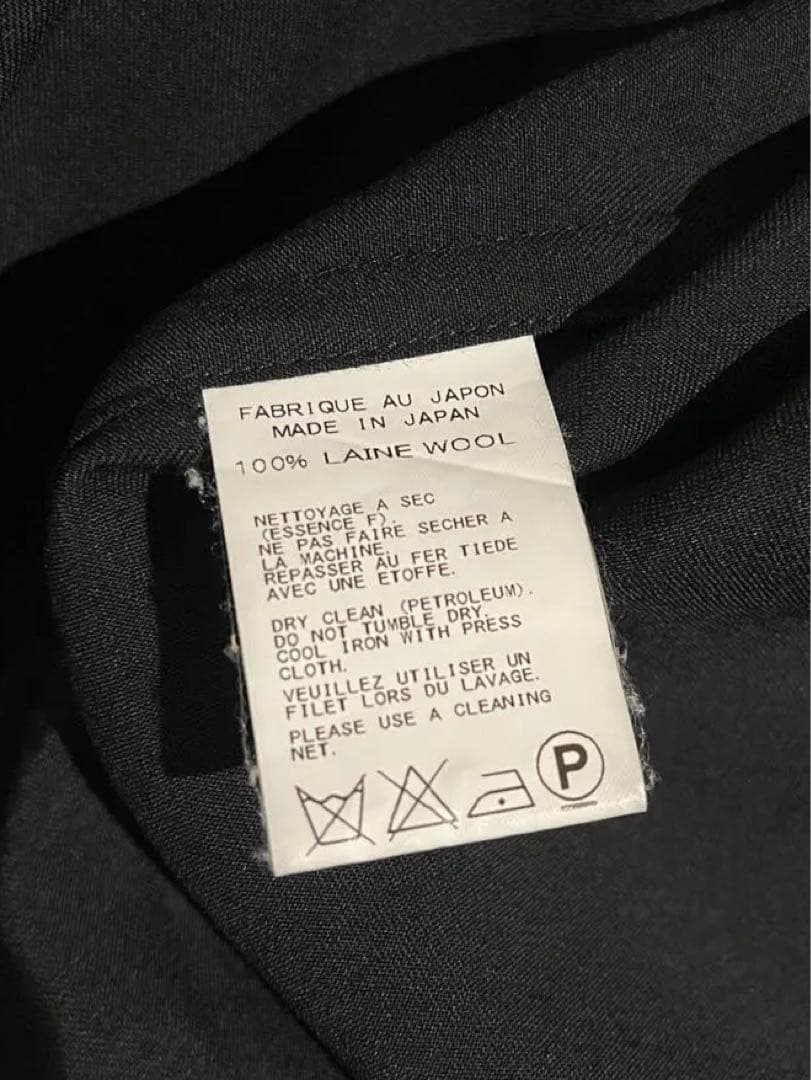 FABRIQUE AU JAPON
MADE IN JAPAN
100% LAINE WOOL
NETTOYAGE A SEC
(ESSENCE F).
NE PAS FAIRE SECHER A
LA MACHINE.
REPASSER AU FER TIEDE
AVEC UNE ETOFFE.
DRY CLEAN (PETROLEUM).
DO NOT TUMBLE DRY.
COOL IRON WITH PRESS
CLOTH.
VEUILLEZ UTILISER UN
FILET LORS DU LAVAGE.
PLEASE USE A CLEANING
NET.
P